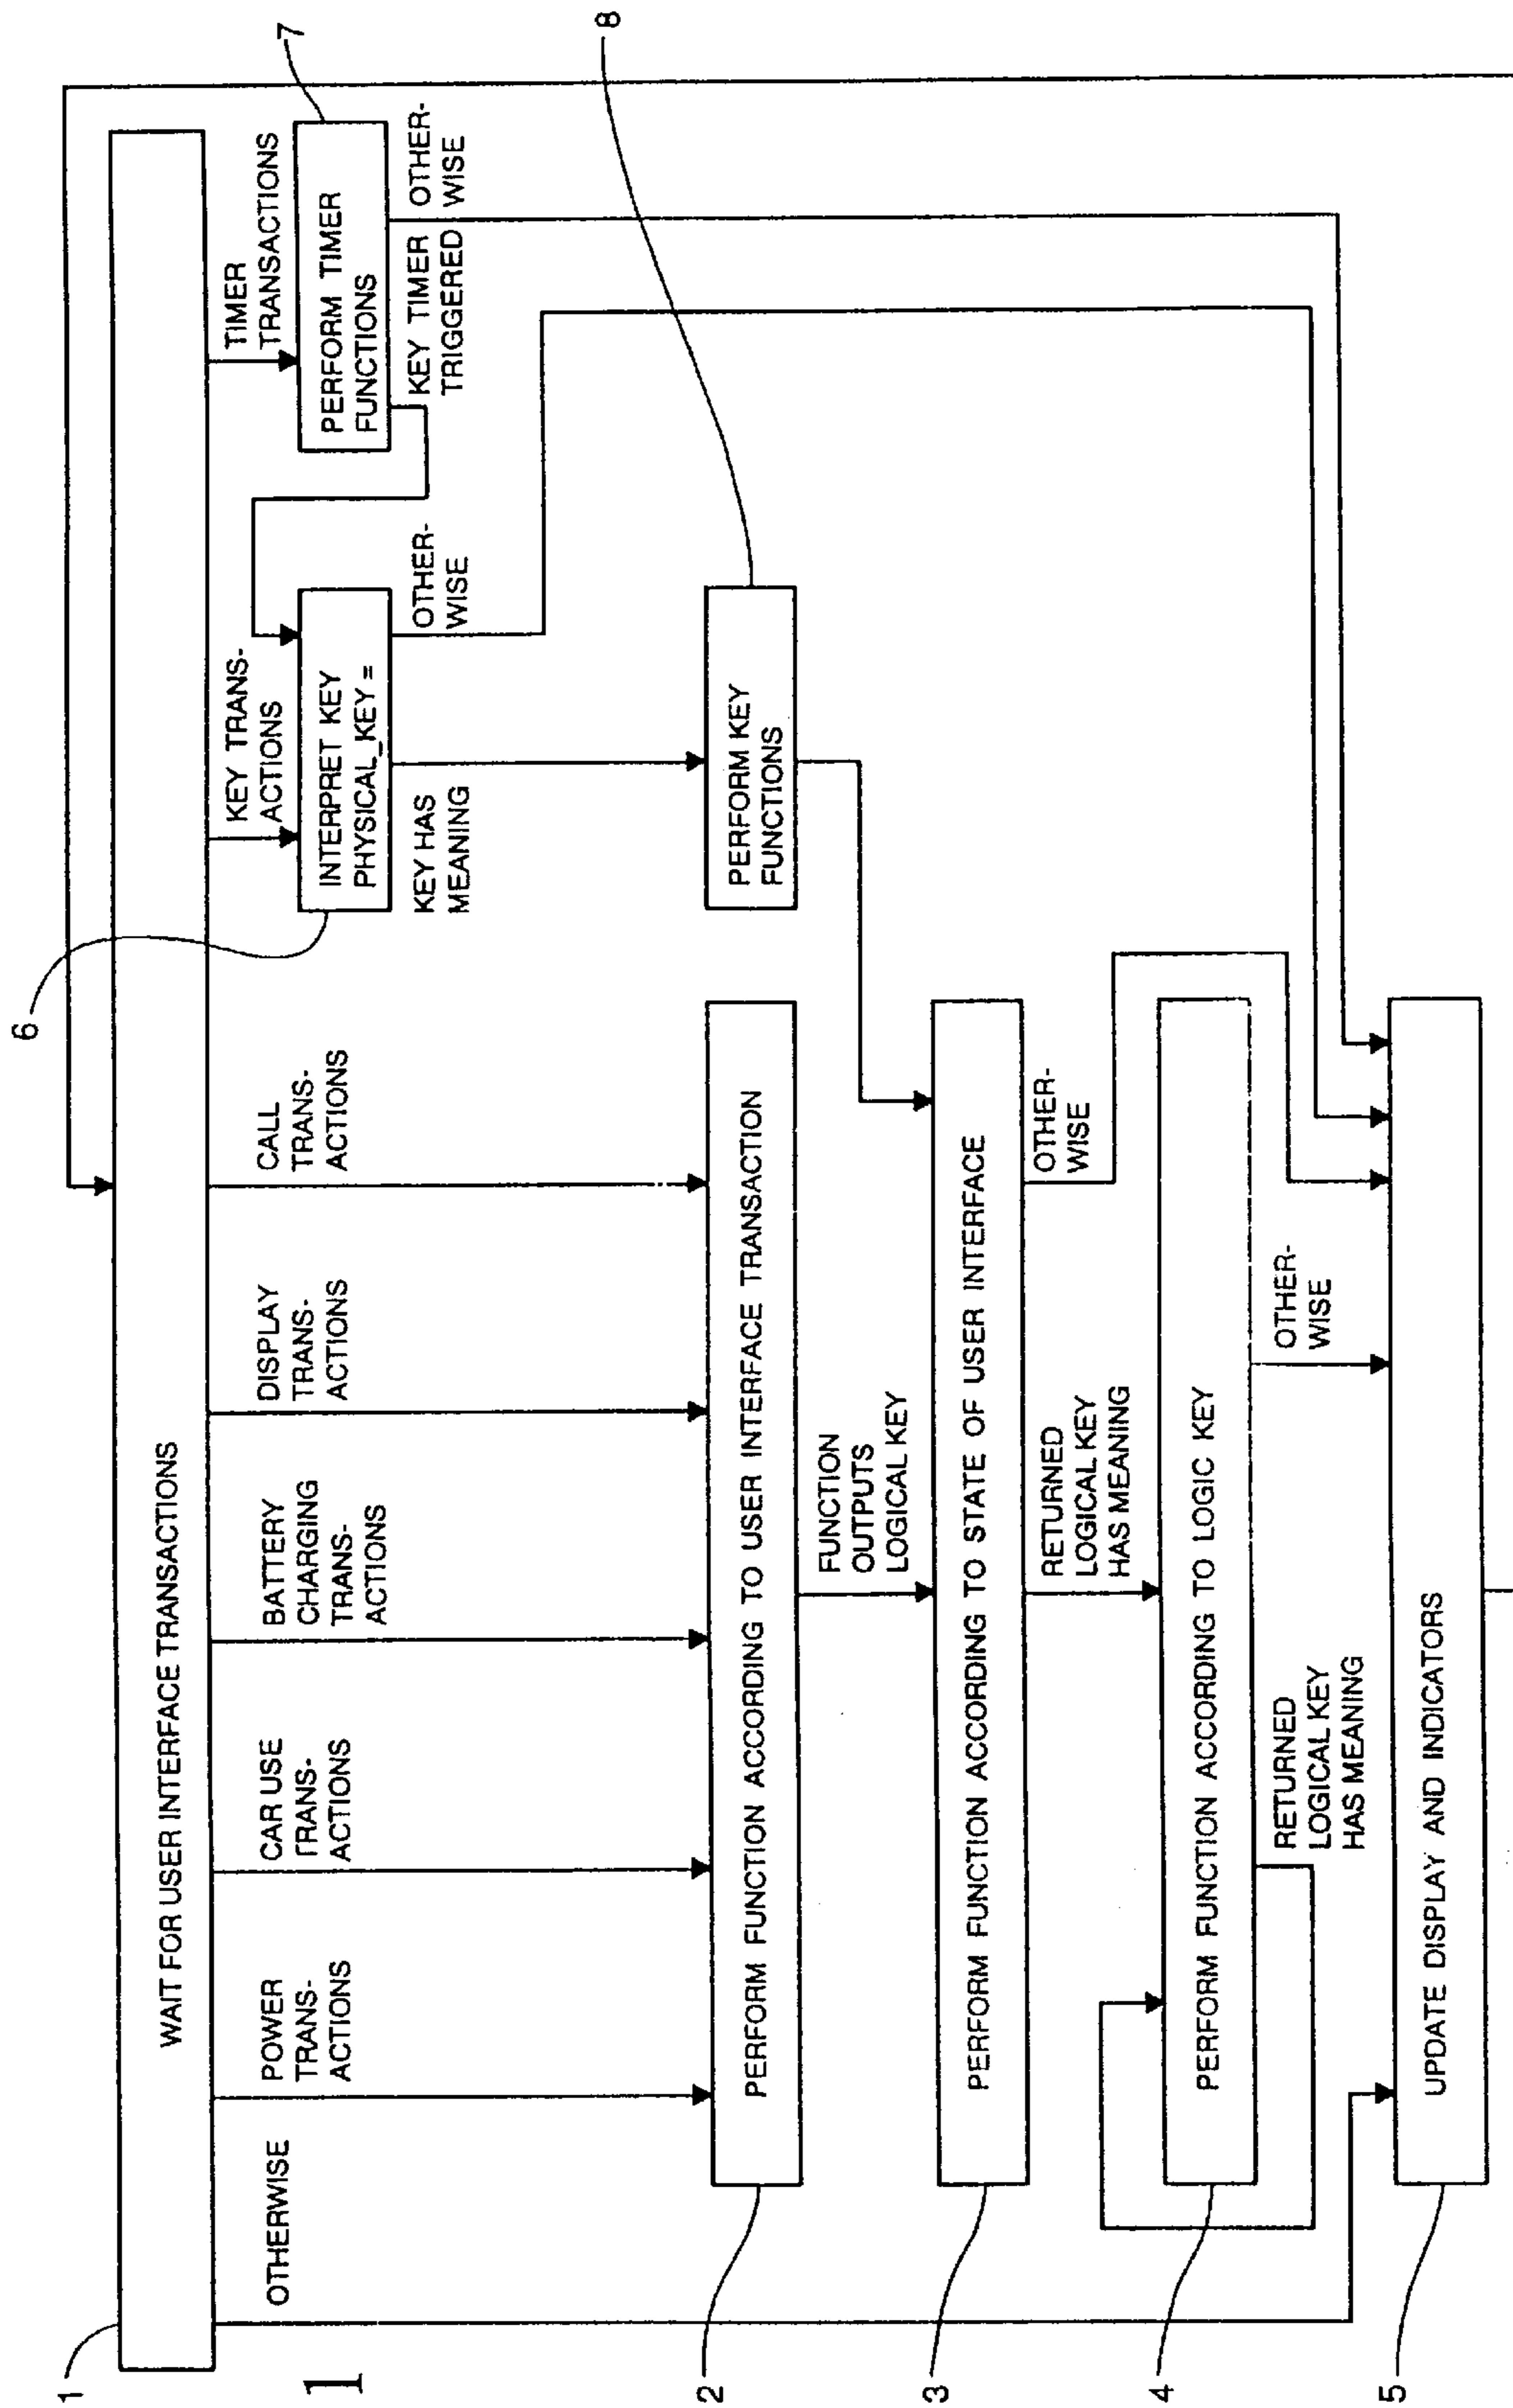 1
WAIT FOR USER INTERFACE TRANSACTIONS
OTHERWISE
POWER
TRANS-
ACTIONS
CAR USE
TRANS-
ACTIONS
BATTERY
CHARGING
TRANS-
ACTIONS
DISPLAY
TRANS-
ACTIONS
CALL
TRANS-
ACTIONS
6
KEY TRANS-
ACTIONS
TIMER
TRANSACTIONS
7
INTERPRET KEY
PHYSICAL_KEY =
PERFORM TIMER
FUNCTIONS
KEY HAS
MEANING
OTHER-
WISE
KEY TIMER
TRIGGERED
OTHER-
WISE
1
8
2
PERFORM FUNCTION ACCORDING TO USER INTERFACE TRANSACTION
PERFORM KEY
FUNCTIONS
FUNCTION
OUTPUTS
LOGICAL KEY
3
PERFORM FUNCTION ACCORDING TO STATE OF USER INTERFACE
RETURNED
LOGICAL KEY
HAS MEANING
OTHER-
WISE
4
PERFORM FUNCTION ACCORDING TO LOGIC KEY
RETURNED
LOGICAL KEY
HAS MEANING
OTHER-
WISE
5
UPDATE DISPLAY AND INDICATORS